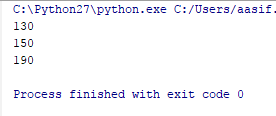 C:\Python27\python.exe C:/Users/aasif.
130
150
190
Process finished with exit code 0